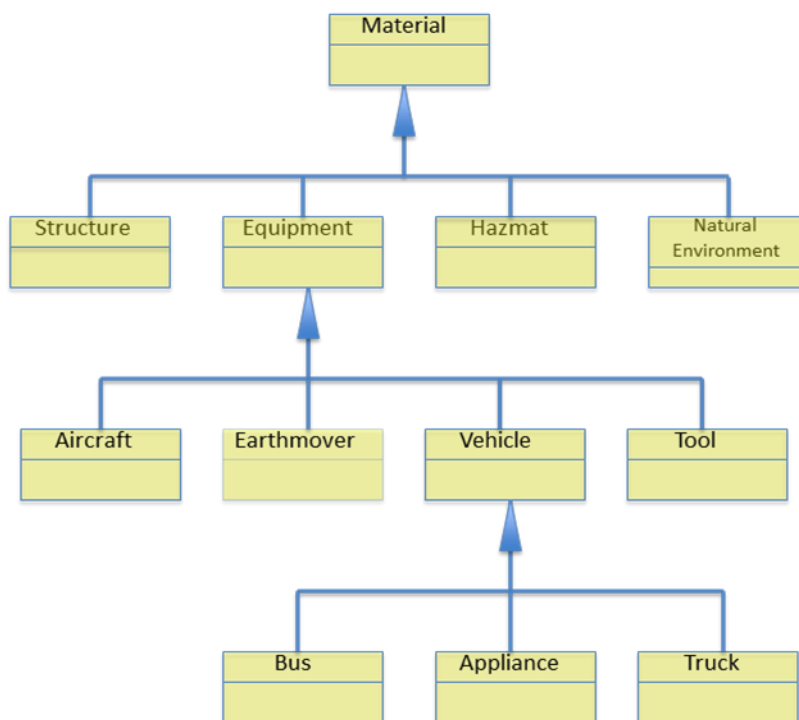 Material
Structure
Equipment
Hazmat
Natural
Environment
Aircraft
Earthmover
Vehicle
Tool
Bus
Appliance
Truck